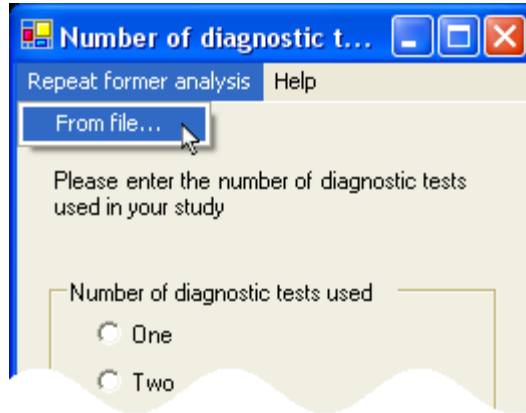 Number of diagnostic t...
Repeat former analysis Help
From file...
Please enter the number of diagnostic tests
used in your study
Number of diagnostic tests used
One
Two